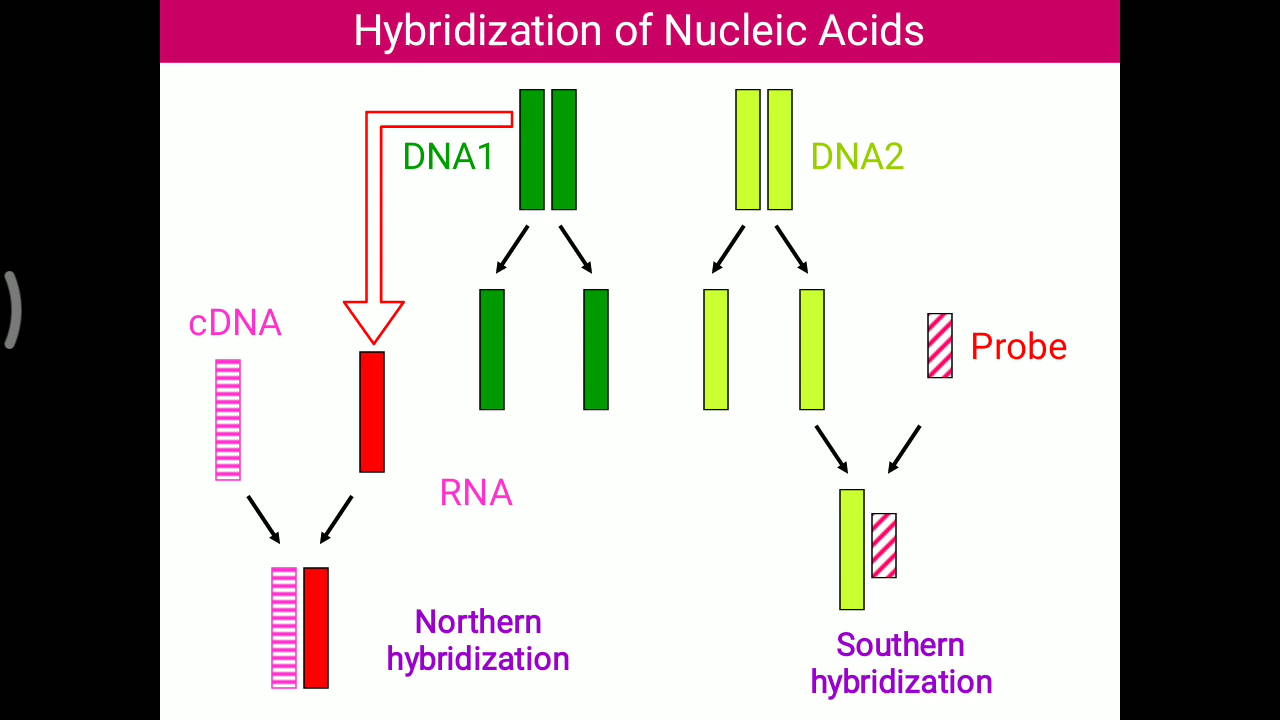 Hybridization of Nucleic Acids
DNA1
DNA2
cDNA
Probe
RNA
Northern
hybridization
Southern
hybridization